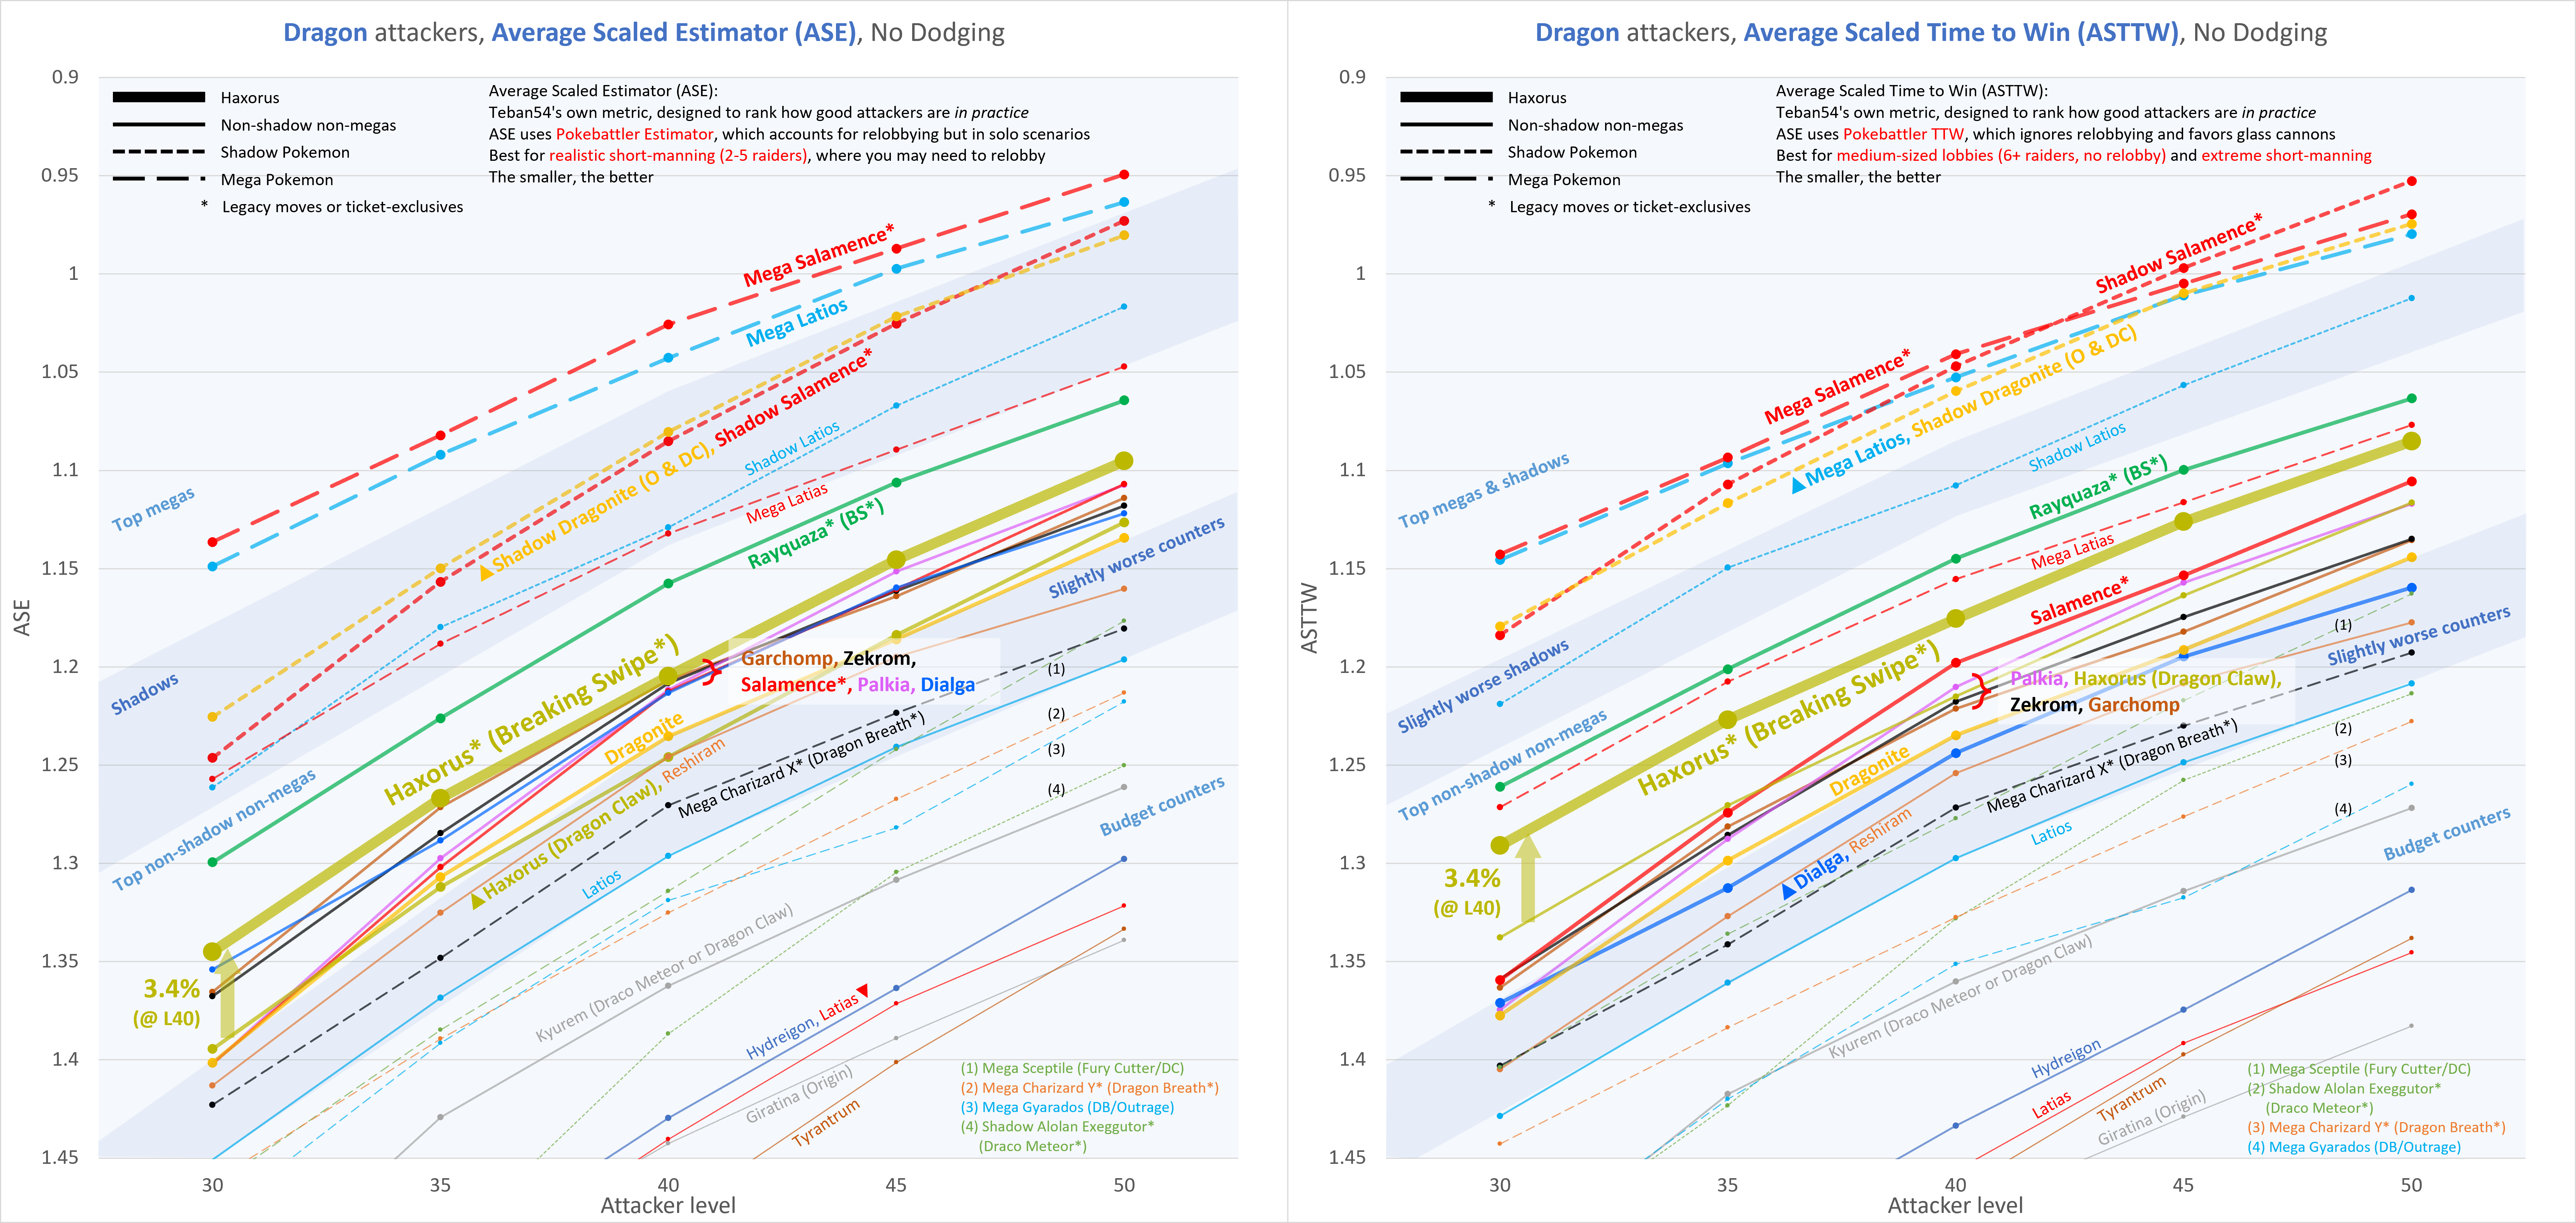 Dragon attackers, Average Scaled Estimator (ASE), No Dodging
0.9
0.95
1
1.05
1.1
1.15
1.2
1.25
1.3
1.35
1.4
1.45
ASE
30
35
40
45
50
Attacker level
Haxorus
Non-shadow non-megas
Shadow Pokemon
Mega Pokemon
* Legacy moves or ticket-exclusives
Average Scaled Estimator (ASE):
Teban54's own metric, designed to rank how good attackers are in practice
ASE uses Pokebattler Estimator, which accounts for relobbying but in solo scenarios
Best for realistic short-manning (2-5 raiders), where you may need to relobby
The smaller, the better
Mega Salamence*
Mega Latios
Shadow Dragonite (O & DC), Shadow Salamence*
Shadow Latios
Mega Latias
Rayquaza* (BS*)
Top megas
Shadows
Top non-shadow non-megas
Slightly worse counters
Budget counters
Haxorus* (Breaking Swipe*)
Garchomp, Zekrom,
Salamence*, Palkia, Dialga
Dragonite
Haxorus (Dragon Claw), Reshiram
Mega Charizard X* (Dragon Breath*)
Latios
Kyurem (Draco Meteor or Dragon Claw)
Hydreigon, Latias
Giratina (Origin)
Tyrantrum
3.4%
(@ L40)
(1)
(2)
(3)
(4)
(1) Mega Sceptile (Fury Cutter/DC)
(2) Mega Charizard Y* (Dragon Breath*)
(3) Mega Gyarados (DB/Outrage)
(4) Shadow Alolan Exeggutor*
(Draco Meteor*)
Dragon attackers, Average Scaled Time to Win (ASTTW), No Dodging
0.9
0.95
1
1.05
1.1
1.15
1.2
1.25
1.3
1.35
1.4
1.45
ASTTW
30
35
40
45
50
Attacker level
Haxorus
Non-shadow non-megas
Shadow Pokemon
Mega Pokemon
* Legacy moves or ticket-exclusives
Average Scaled Time to Win (ASTTW):
Teban54's own metric, designed to rank how good attackers are in practice
ASE uses Pokebattler TTW, which ignores relobbying and favors glass cannons
Best for medium-sized lobbies (6+ raiders, no relobby) and extreme short-manning
The smaller, the better
Shadow Salamence*
Mega Salamence*
Mega Latios, Shadow Dragonite (O & DC)
Shadow Latios
Rayquaza* (BS*)
Mega Latias
Top megas & shadows
Slightly worse shadows
Top non-shadow non-megas
Slightly worse counters
Budget counters
Haxorus* (Breaking Swipe*)
Salamence*
Palkia, Haxorus (Dragon Claw),
Zekrom, Garchomp
Dragonite
Dialga, Reshiram
Mega Charizard X* (Dragon Breath*)
Latios
Kyurem (Draco Meteor or Dragon Claw)
Hydreigon
Latias
Tyrantrum
Giratina (Origin)
3.4%
(@ L40)
(1)
(2)
(3)
(4)
(1) Mega Sceptile (Fury Cutter/DC)
(2) Shadow Alolan Exeggutor*
(Draco Meteor*)
(3) Mega Charizard Y* (Dragon Breath*)
(4) Mega Gyarados (DB/Outrage)